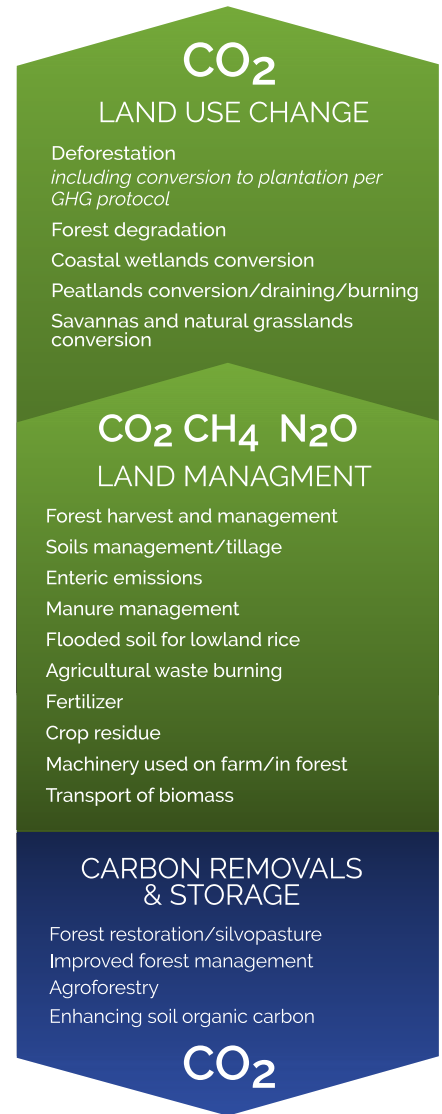 CO2
LAND USE CHANGE
Deforestation
including conversion to plantation per
GHG protocol
Forest degradation
Coastal wetlands conversion
Peatlands conversion/draining/burning
Savannas and natural grasslands
conversion
CO2 CH4 N2O
LAND MANAGMENT
Forest harvest and management
Soils management/tillage
Enteric emissions
Manure management
Flooded soil for lowland rice
Agricultural waste burning
Fertilizer
Crop residue
Machinery used on farm/in forest
Transport of biomass
CARBON REMOVALS
& STORAGE
Forest restoration/silvopasture
Improved forest management
Agroforestry
Enhancing soil organic carbon
CO2